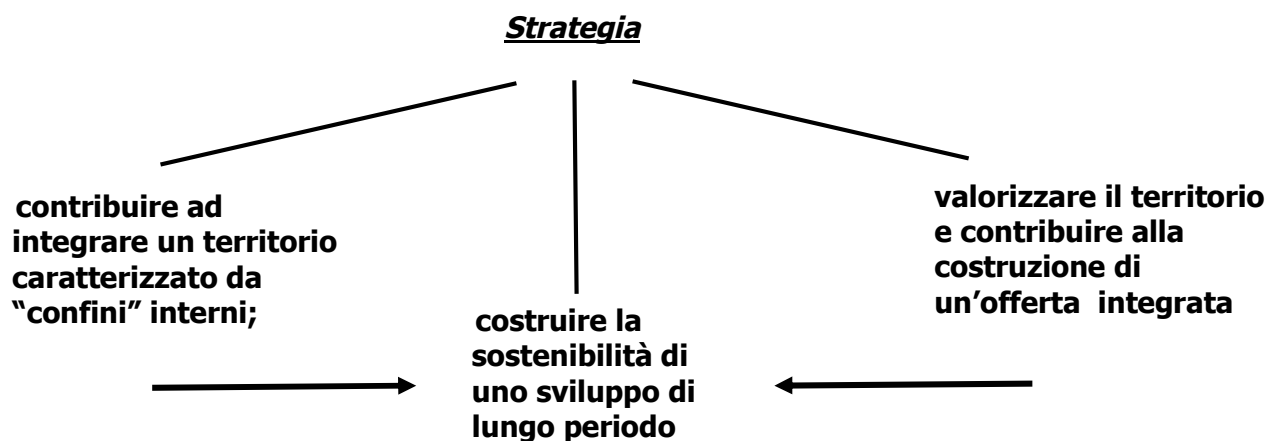 Strategia
contribuire ad
integrare un territorio
caratterizzato da
“confini” interni;
costruire la
sostenibilità di
uno sviluppo di
lungo periodo
valorizzare il territorio
e contribuire alla
costruzione di
un’offerta integrata